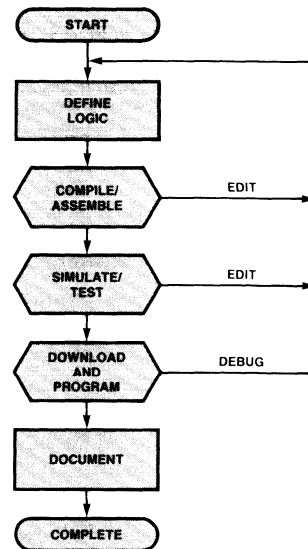 START
DEFINE
LOGIC
COMPILE/
ASSEMBLE
EDIT
SIMULATE/
TEST
EDIT
DOWNLOAD
AND
PROGRAM
DEBUG
DOCUMENT
COMPLETE